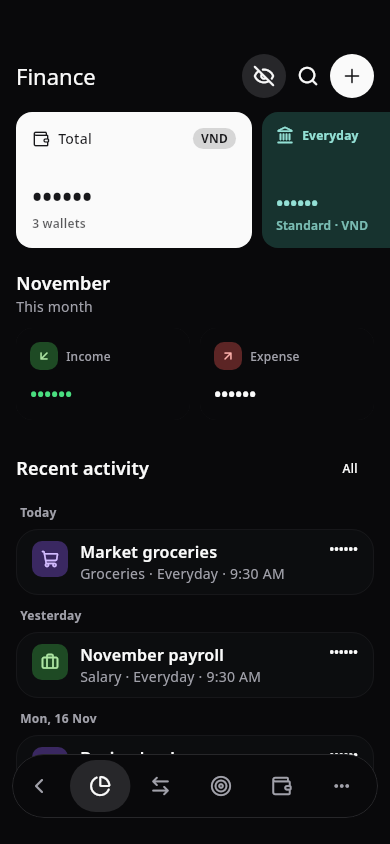 Finance
Total
VND
••••••
3 wallets
Everyday
••••••
Standard · VND
November
This month
Income
••••••
Expense
••••••
Recent activity
All
Today
Market groceries
••••••
Groceries · Everyday · 9:30 AM
Yesterday
November payroll
••••••
Salary · Everyday · 9:30 AM
Mon, 16 Nov